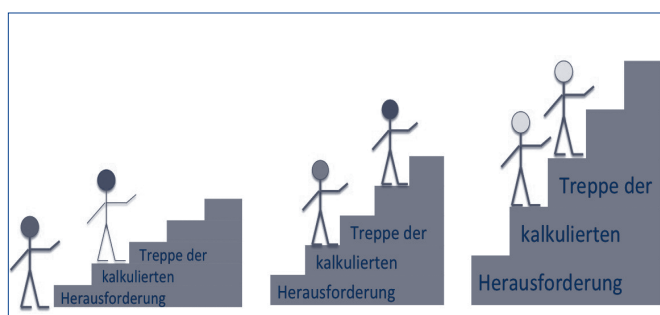 Treppe der
kalkulierten
Herausforderung
Treppe der
kalkulierten
Herausforderung
Treppe der
kalkulierten
Herausforderung